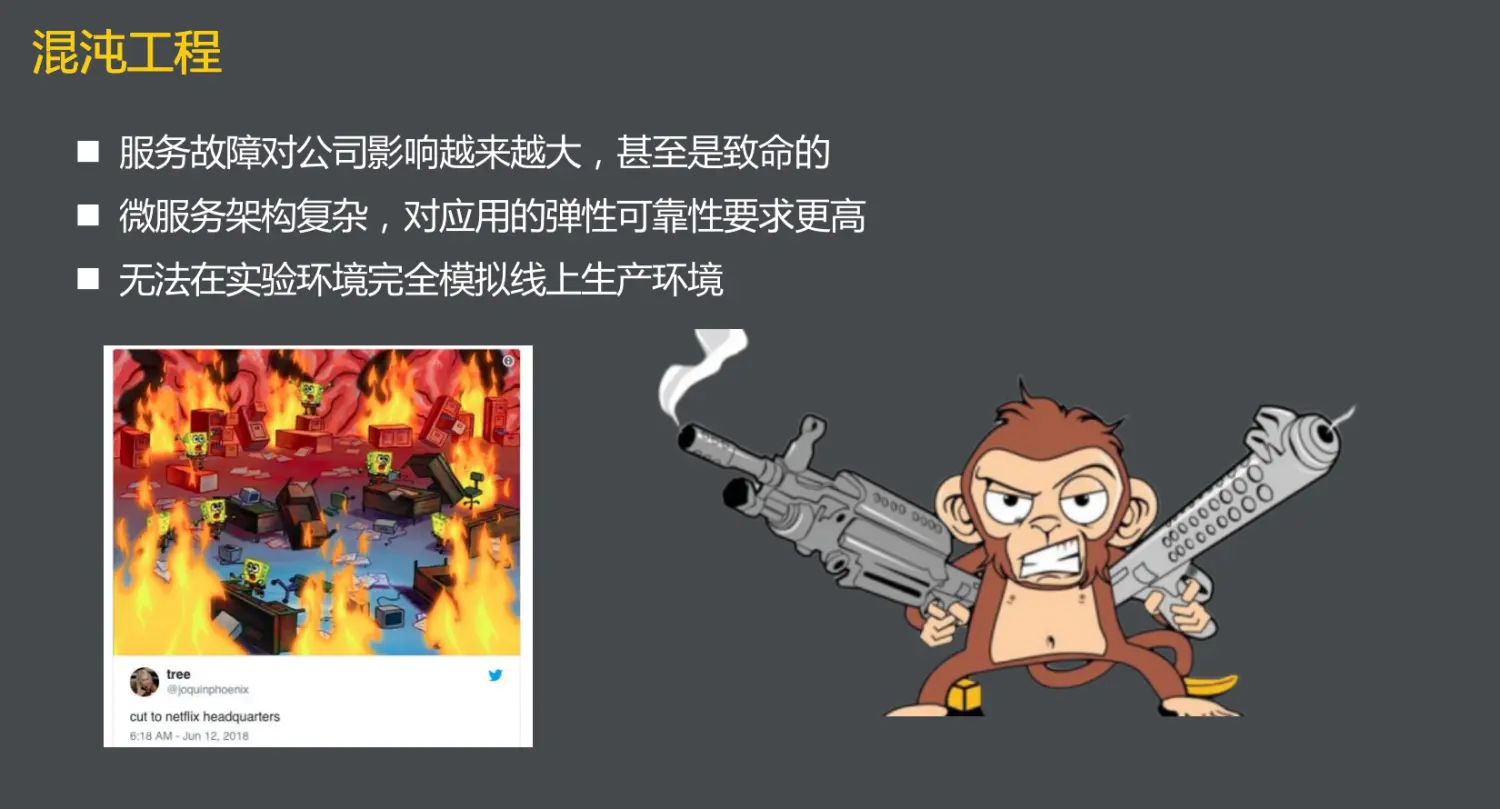 混沌工程
服务故障对公司影响越来越大，甚至是致命的
微服务架构复杂，对应用的弹性可靠性要求更高
无法在实验环境完全模拟线上生产环境
tree
@joquinphoenix
cut to netflix headquarters
6:18 AM - Jun 12, 2018